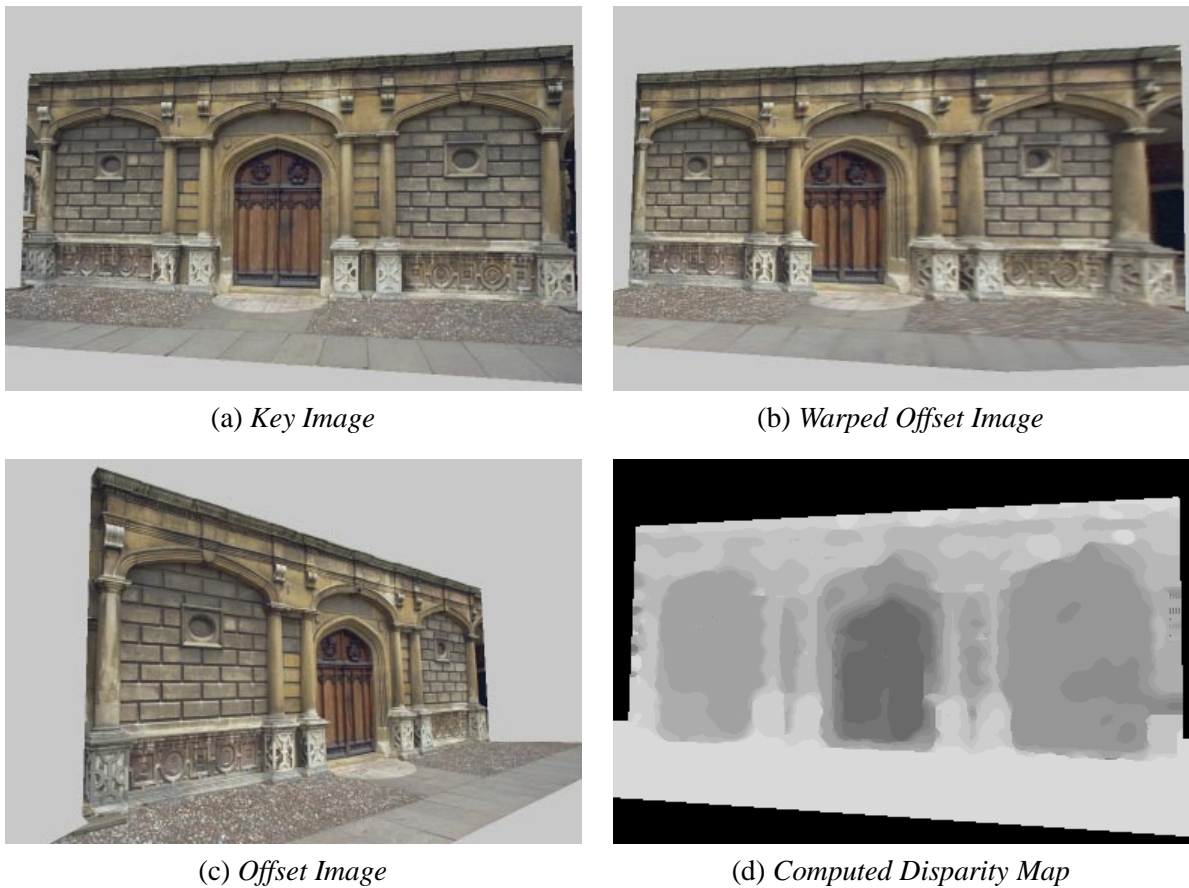 (a) Key Image
(b) Warped Offset Image
(c) Offset Image
(d) Computed Disparity Map